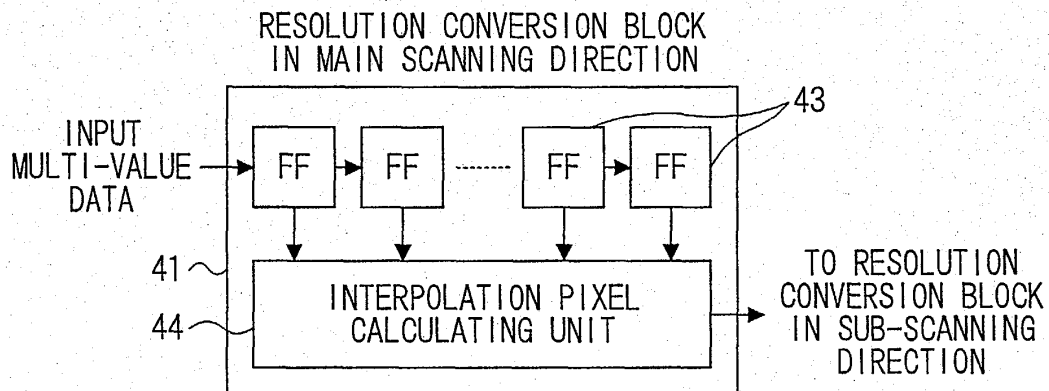 RESOLUTION CONVERSION BLOCK
IN MAIN SCANNING DIRECTION
43
INPUT
MULTI-VALUE
DATA
FF
FF
FF
FF
41
44
INTERPOLATION PIXEL
CALCULATING UNIT
TO RESOLUTION
CONVERSION BLOCK
IN SUB-SCANNING
DIRECTION